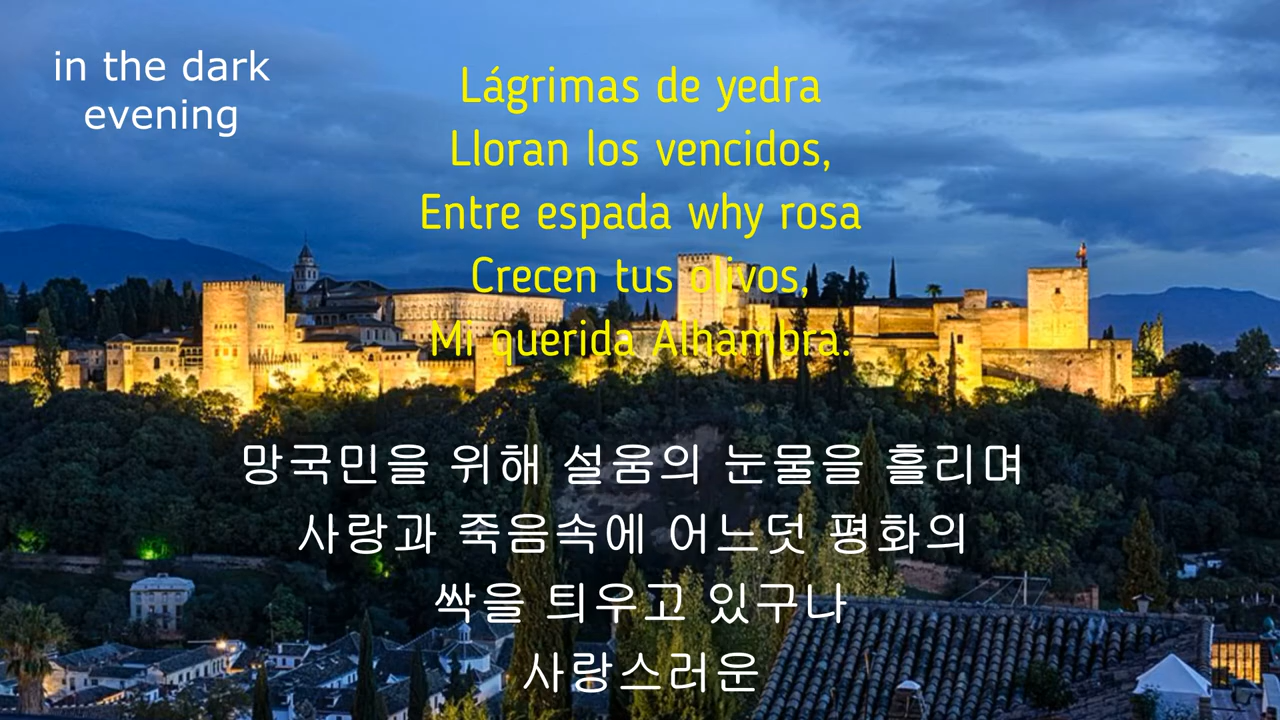 in the dark
evening
Lágrimas de yedra
Lloran los vencidos,
Entre espada why rosa
Crecen tus olivos,
Mi querida Alhambra.
망국민을 위해 설움의 눈물을 흘리며
사랑과 죽음속에 어느덧 평화의
싹을 틔우고 있구나
사랑스러운